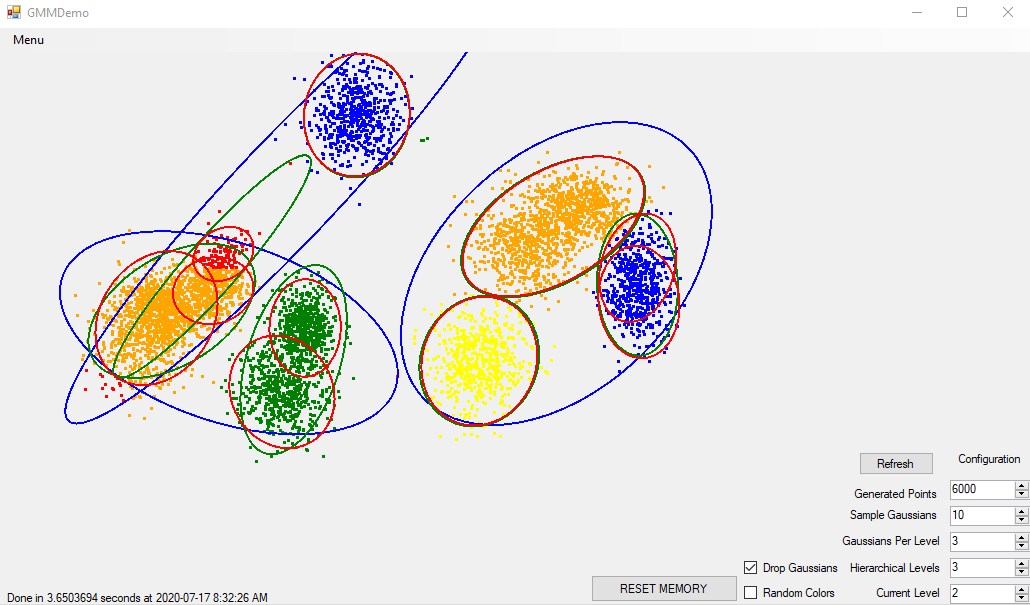 GMMDemo
Menu
Refresh
Configuration
Generated Points 6000
Sample Gaussians 10
Gaussians Per Level 3
Drop Gaussians Hierarchical Levels 3
RESET MEMORY Random Colors Current Level 2
Done in 3.6503694 seconds at 2020-07-17 8:32:26 AM